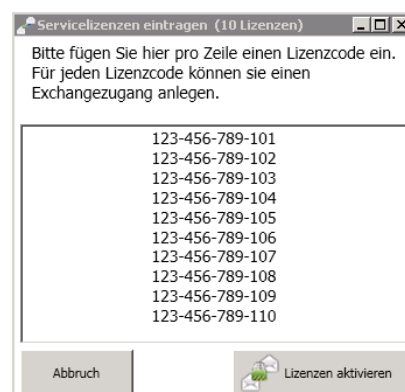 Servicelizenzen eintragen (10 Lizenzen)
Bitte fügen Sie hier pro Zeile einen Lizenzcode ein.
Für jeden Lizenzcode können sie einen
Exchangezugang anlegen.
123-456-789-101
123-456-789-102
123-456-789-103
123-456-789-104
123-456-789-105
123-456-789-106
123-456-789-107
123-456-789-108
123-456-789-109
123-456-789-110
Abbruch
Lizenzen aktivieren